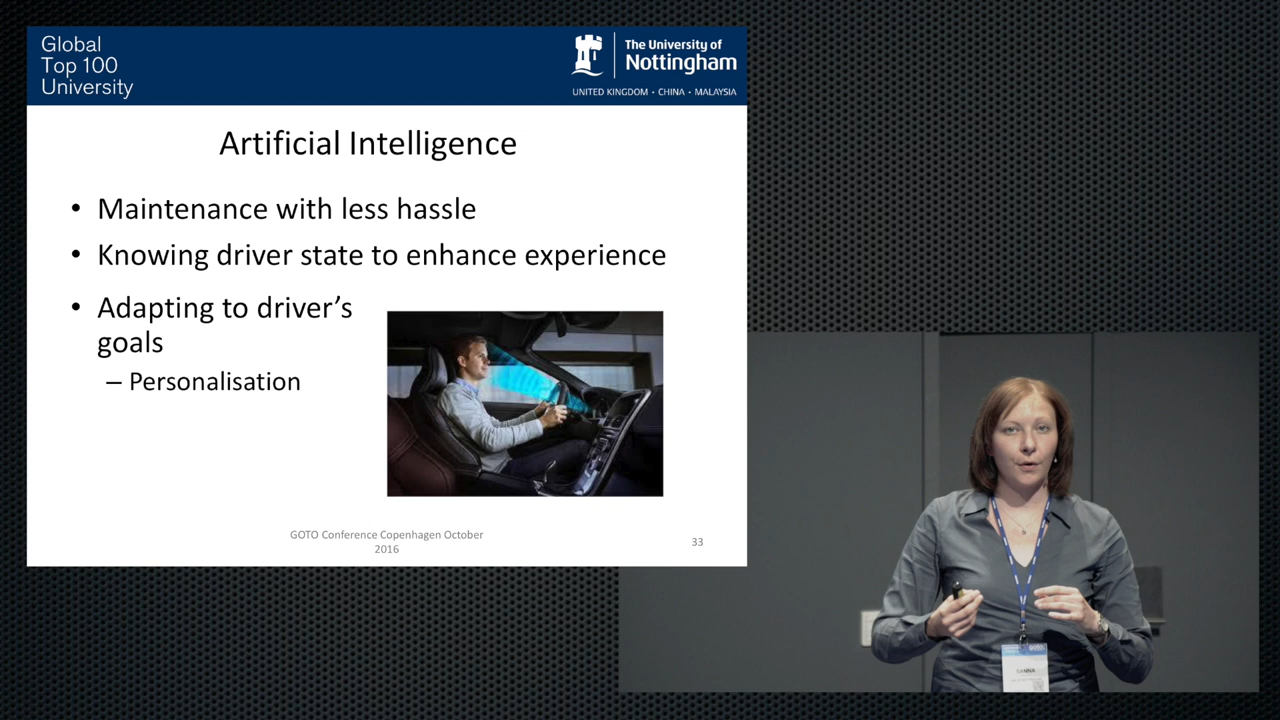 Global
Top 100
University
The University of
Nottingham
UNITED KINGDOM • CHINA • MALAYSIA
Artificial Intelligence
• Maintenance with less hassle
• Knowing driver state to enhance experience
• Adapting to driver's
goals
– Personalisation
GOTO Conference Copenhagen October
2016
33